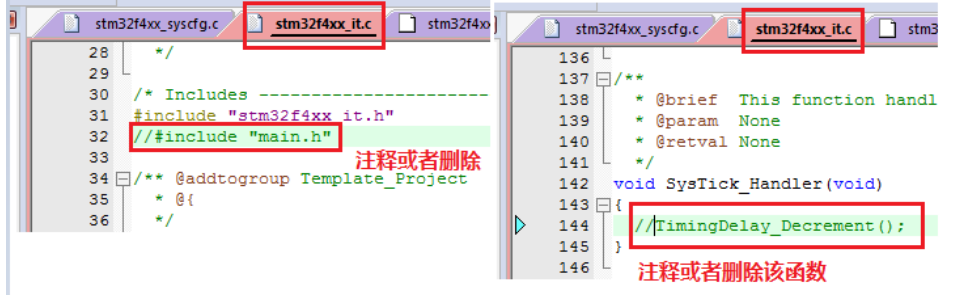 stm32f4xx_syscfg.c stm32f4xx_it.c stm32f4xx
28 */
29
30 /* Includes -----------------------
31 #include "stm32f4xx_it.h"
32 //#include "main.h"
33
注释或者删除
34 /** @addtogroup Template_Project
35 * @{
36 */
stm32f4xx_syscfg.c stm32f4xx_it.c stm3
136
137 /**
138 * @brief This function handl
139 * @param None
140 * @retval None
141 */
142 void SysTick_Handler(void)
143 {
144 //TimingDelay_Decrement();
145 }
146
注释或者删除该函数